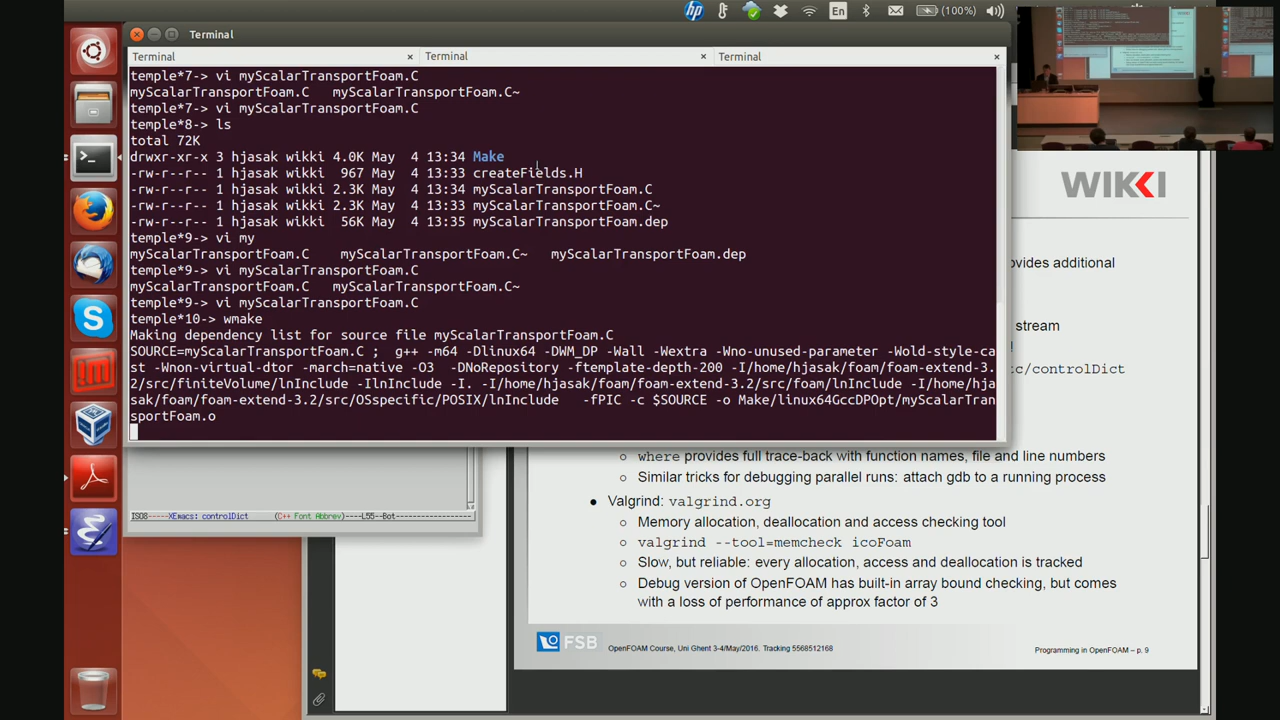 hp
En
(100%)
Terminal
Terminal
Terminal
Terminal
temple*7-> vi myScalarTransportFoam.C
myScalarTransportFoam.C   myScalarTransportFoam.C~
temple*7-> vi myScalarTransportFoam.C
temple*8-> ls
total 72K
drwxr-xr-x 3 hjasak wikki 4.0K May  4 13:34 Make
-rw-r--r-- 1 hjasak wikki  967 May  4 13:33 createFields.H
-rw-r--r-- 1 hjasak wikki 2.3K May  4 13:34 myScalarTransportFoam.C
-rw-r--r-- 1 hjasak wikki 2.3K May  4 13:33 myScalarTransportFoam.C~
-rw-r--r-- 1 hjasak wikki  56K May  4 13:35 myScalarTransportFoam.dep
temple*9-> vi my
myScalarTransportFoam.C    myScalarTransportFoam.C~   myScalarTransportFoam.dep
temple*9-> vi myScalarTransportFoam.C
myScalarTransportFoam.C   myScalarTransportFoam.C~
temple*9-> vi myScalarTransportFoam.C
temple*10-> wmake
Making dependency list for source file myScalarTransportFoam.C
SOURCE=myScalarTransportFoam.C ;  g++ -m64 -Dlinux64 -DWM_DP -Wall -Wextra -Wno-unused-parameter -Wold-style-ca
st -Wnon-virtual-dtor -march=native -O3  -DNoRepository -ftemplate-depth-200 -I/home/hjasak/foam/foam-extend-3.
2/src/finiteVolume/lnInclude -IlnInclude -I. -I/home/hjasak/foam/foam-extend-3.2/src/foam/lnInclude -I/home/hja
sak/foam/foam-extend-3.2/src/OSspecific/POSIX/lnInclude   -fPIC -c $SOURCE -o Make/linux64GccDPOpt/myScalarTran
sportFoam.o
WIKKI
ovides additional
stream
tc/controlDict
where provides full trace-back with function names, file and line numbers
Similar tricks for debugging parallel runs: attach gdb to a running process
Valgrind: valgrind.org
Memory allocation, deallocation and access checking tool
valgrind --tool=memcheck icoFoam
Slow, but reliable: every allocation, access and deallocation is tracked
Debug version of OpenFOAM has built-in array bound checking, but comes
with a loss of performance of approx factor of 3
ISO8-----XEmacs: controlDict     (C++ Font Abbrev)----L55--Bot------------------
FSB
OpenFOAM Course, Uni Ghent 3-4/May/2016. Tracking 5568512168
Programming in OpenFOAM – p. 9